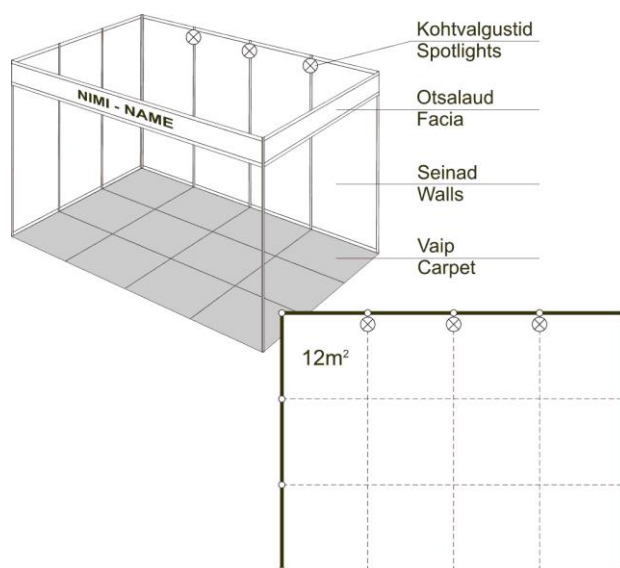 Kohtvalgustid
Spotlights
NIMI - NAME
Otsalaud
Facia
Seinad
Walls
Vaip
Carpet
12m²